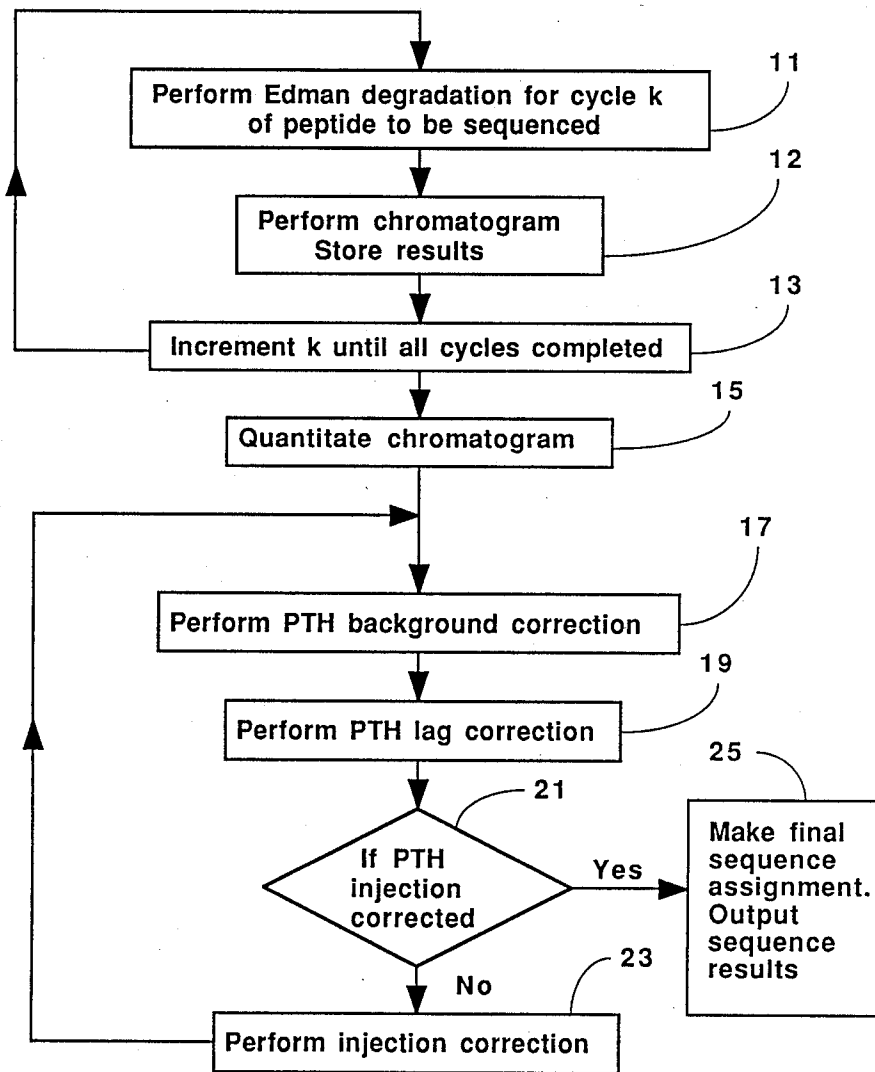 11
Perform Edman degradation for cycle k
of peptide to be sequenced
12
Perform chromatogram
Store results
13
Increment k until all cycles completed
15
Quantitate chromatogram
17
Perform PTH background correction
19
Perform PTH lag correction
21
If PTH
injection
corrected
Yes
25
Make final
sequence
assignment.
Output
sequence
results
No
23
Perform injection correction